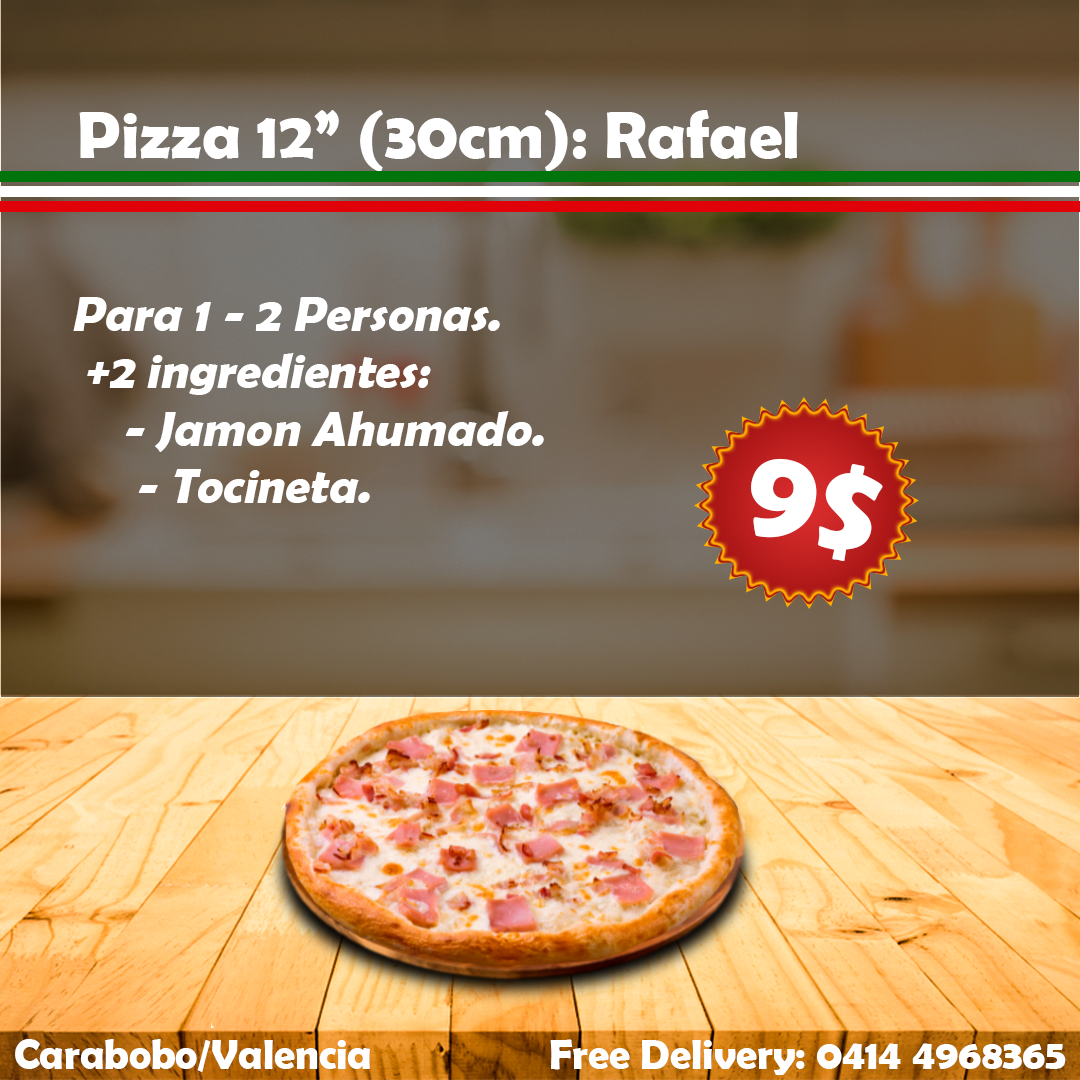 Pizza 12” (30cm): Rafael
Para 1 - 2 Personas.
+2 ingredientes:
- Jamon Ahumado.
- Tocineta.
9$
Carabobo/Valencia
Free Delivery: 0414 4968365